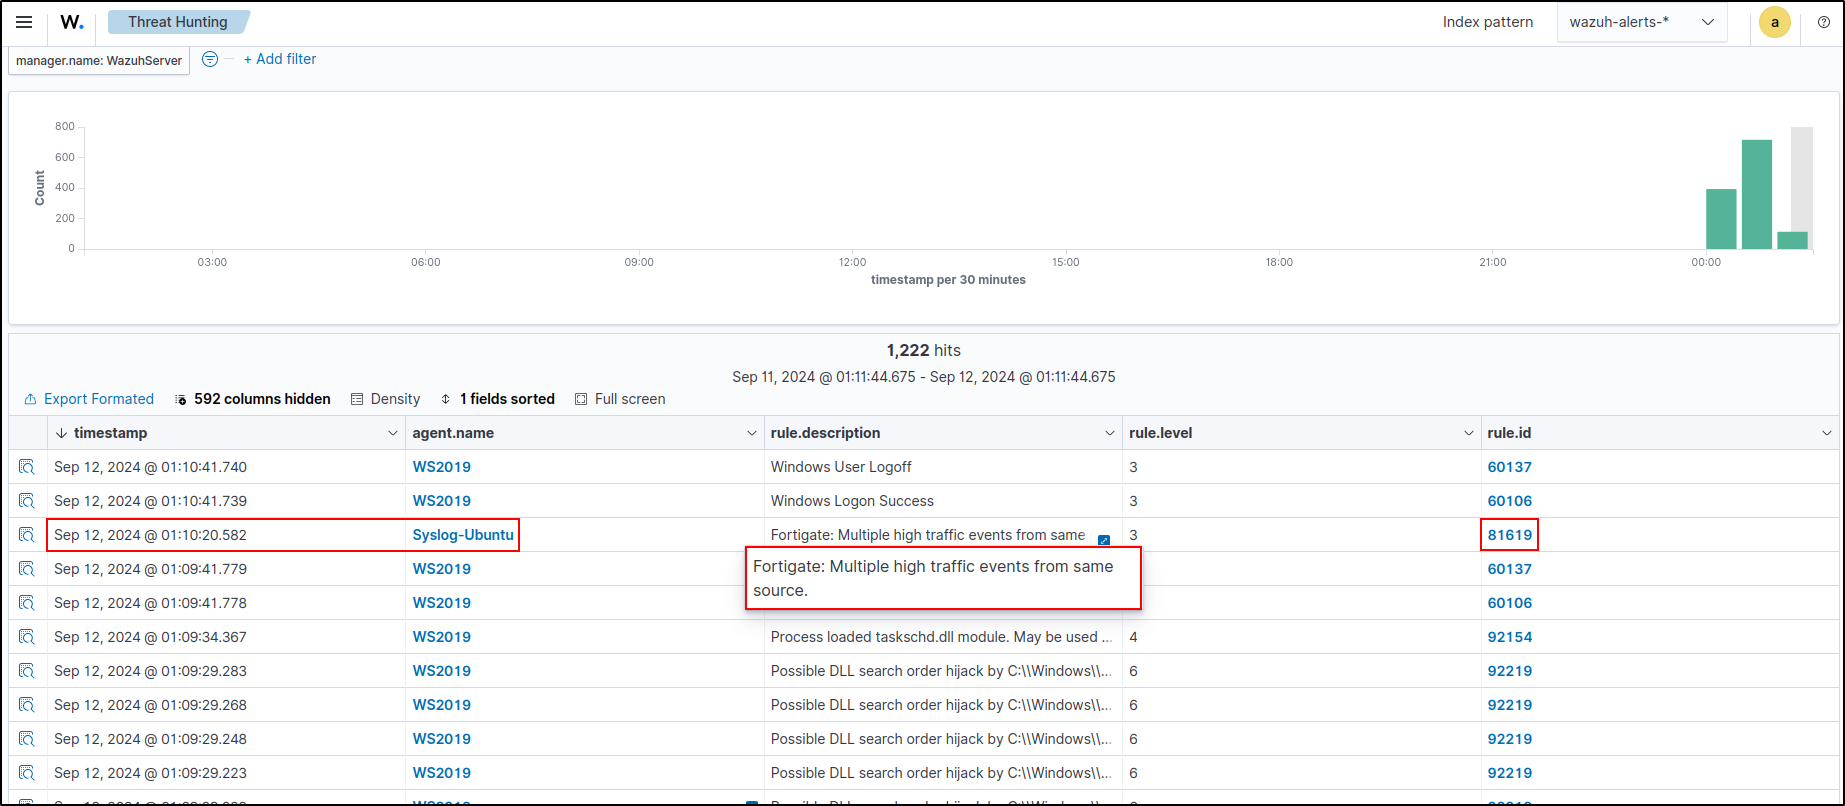 W. Threat Hunting Index pattern wazuh-alerts-* a
manager.name: WazuhServer + Add filter
800
600
400
200
0
Count
03:00 06:00 09:00 12:00 15:00 18:00 21:00 00:00
timestamp per 30 minutes
1,222 hits
Sep 11, 2024 @ 01:11:44.675 - Sep 12, 2024 @ 01:11:44.675
Export Formated 592 columns hidden Density 1 fields sorted Full screen
timestamp agent.name rule.description rule.level rule.id
Sep 12, 2024 @ 01:10:41.740 WS2019 Windows User Logoff 3 60137
Sep 12, 2024 @ 01:10:41.739 WS2019 Windows Logon Success 3 60106
Sep 12, 2024 @ 01:10:20.582 Syslog-Ubuntu Fortigate: Multiple high traffic events from same 3 81619
Fortigate: Multiple high traffic events from same
source.
Sep 12, 2024 @ 01:09:41.779 WS2019 60137
Sep 12, 2024 @ 01:09:41.778 WS2019 60106
Sep 12, 2024 @ 01:09:34.367 WS2019 Process loaded taskschd.dll module. May be used ... 4 92154
Sep 12, 2024 @ 01:09:29.283 WS2019 Possible DLL search order hijack by C:\\Windows\\... 6 92219
Sep 12, 2024 @ 01:09:29.268 WS2019 Possible DLL search order hijack by C:\\Windows\\... 6 92219
Sep 12, 2024 @ 01:09:29.248 WS2019 Possible DLL search order hijack by C:\\Windows\\... 6 92219
Sep 12, 2024 @ 01:09:29.223 WS2019 Possible DLL search order hijack by C:\\Windows\\... 6 92219